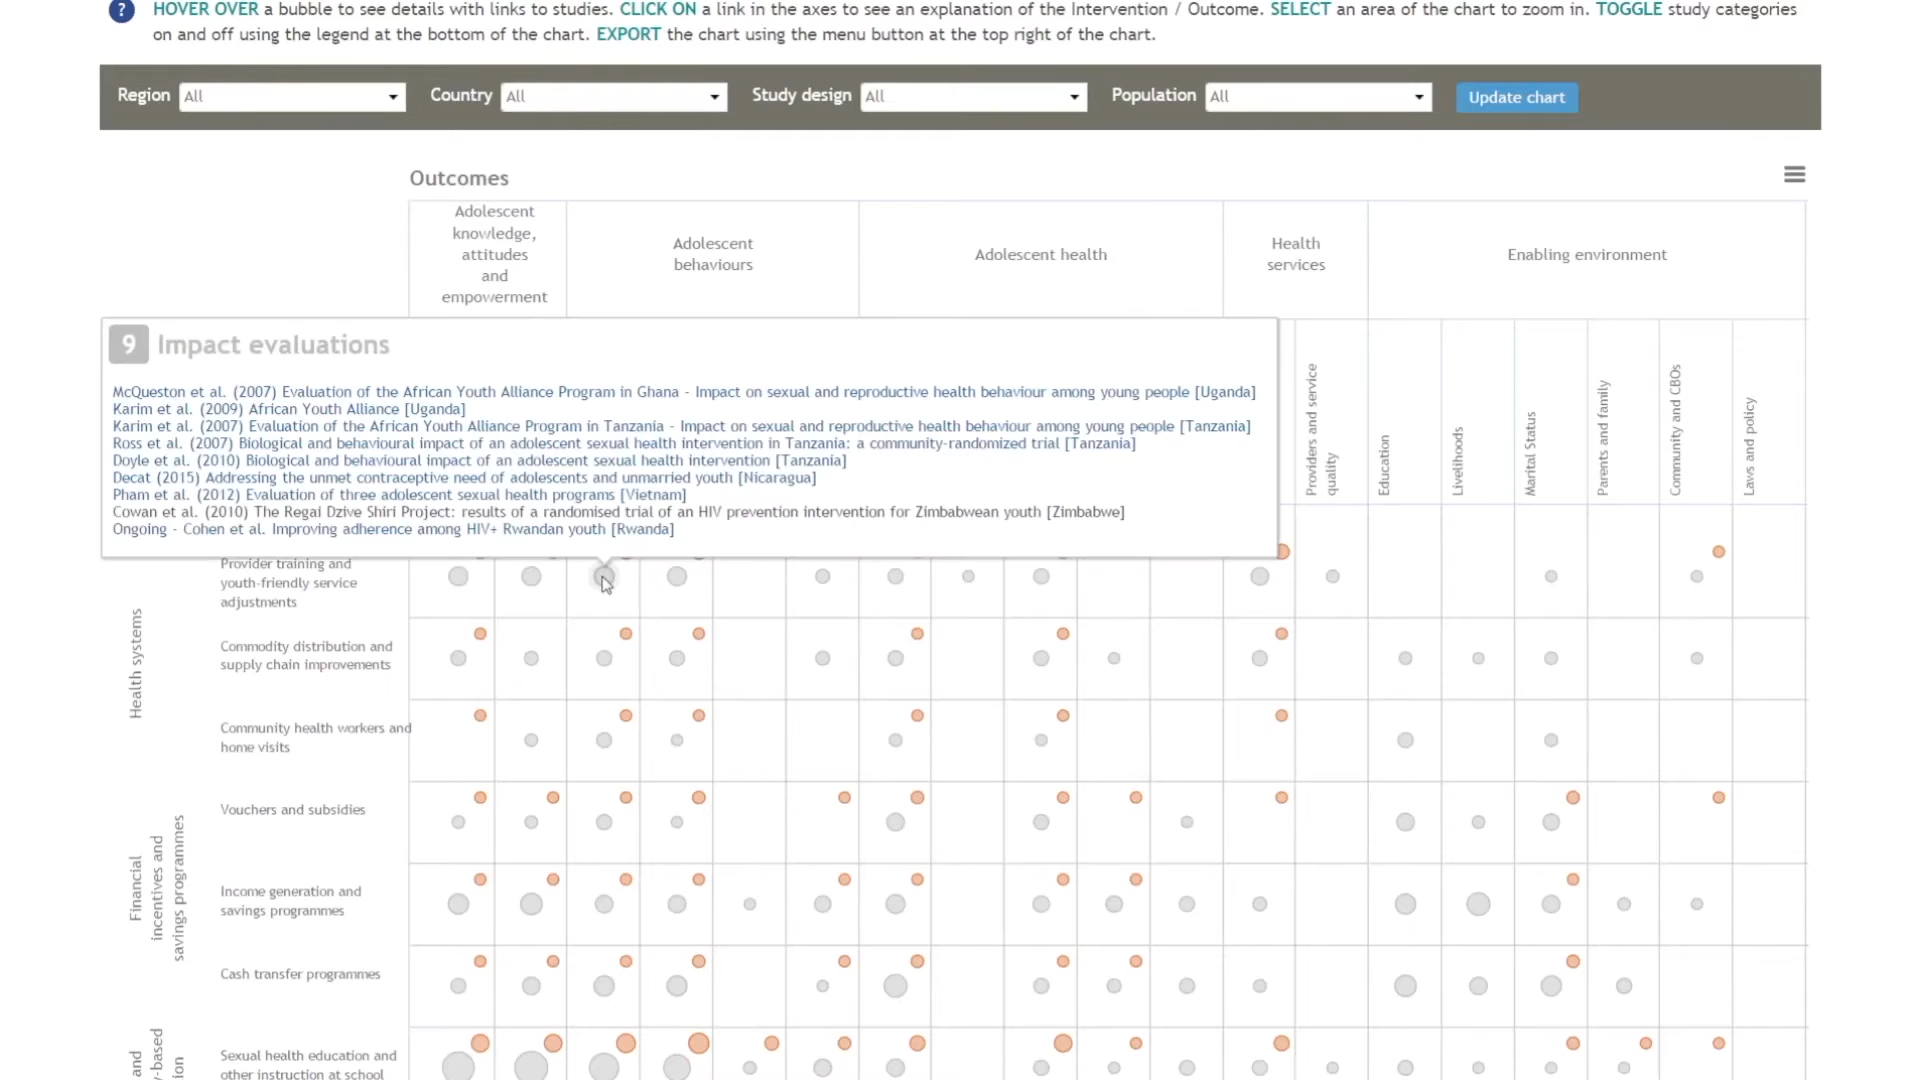 ? HOVER OVER a bubble to see details with links to studies. CLICK ON a link in the axes to see an explanation of the Intervention / Outcome. SELECT an area of the chart to zoom in. TOGGLE study categories
on and off using the legend at the bottom of the chart. EXPORT the chart using the menu button at the top right of the chart.
Region All Country All Study design All Population All Update chart
Outcomes
Adolescent
knowledge,
attitudes
and
empowerment
Adolescent
behaviours
Adolescent health
Health
services
Enabling environment
9 Impact evaluations
McQueston et al. (2007) Evaluation of the African Youth Alliance Program in Ghana - Impact on sexual and reproductive health behaviour among young people [Uganda]
Karim et al. (2009) African Youth Alliance [Uganda]
Karim et al. (2007) Evaluation of the African Youth Alliance Program in Tanzania - Impact on sexual and reproductive health behaviour among young people [Tanzania]
Ross et al. (2007) Biological and behavioural impact of an adolescent sexual health intervention in Tanzania: a community-randomized trial [Tanzania]
Doyle et al. (2010) Biological and behavioural impact of an adolescent sexual health intervention [Tanzania]
Decat (2015) Addressing the unmet contraceptive need of adolescents and unmarried youth [Nicaragua]
Pham et al. (2012) Evaluation of three adolescent sexual health programs [Vietnam]
Cowan et al. (2010) The Regai Dzive Shiri Project: results of a randomised trial of an HIV prevention intervention for Zimbabwean youth [Zimbabwe]
Ongoing - Cohen et al. Improving adherence among HIV+ Rwandan youth [Rwanda]
Providers and service
quality
Education
Livelihoods
Marital Status
Parents and family
Community and CBOs
Laws and policy
Health systems
Provider training and
youth-friendly service
adjustments
Commodity distribution and
supply chain improvements
Community health workers and
home visits
Financial
incentives and
savings programmes
Vouchers and subsidies
Income generation and
savings programmes
Cash transfer programmes
and
y-based
ion
Sexual health education and
other instruction at school